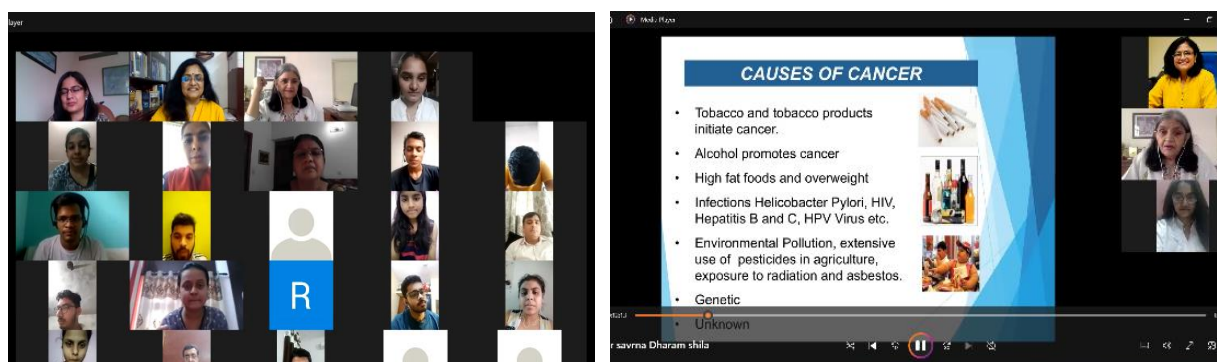 layer
R
Media Player
CAUSES OF CANCER
• Tobacco and tobacco products
initiate cancer.
• Alcohol promotes cancer
• High fat foods and overweight
• Infections Helicobacter Pylori, HIV,
Hepatitis B and C, HPV Virus etc.
• Environmental Pollution, extensive
use of pesticides in agriculture,
exposure to radiation and asbestos.
• Genetic
• Unknown
r savrna Dharam shila